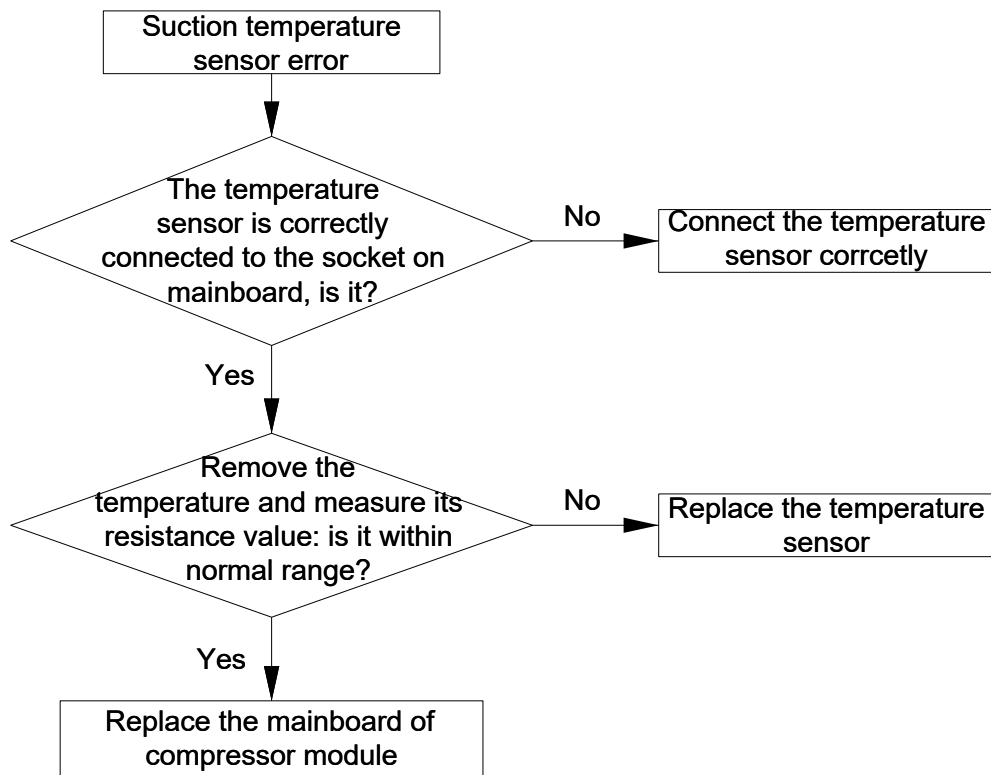 Suction temperature
sensor error
The temperature
sensor is correctly
connected to the socket on
mainboard, is it?
No
Connect the temperature
sensor corrcetly
Yes
Remove the
temperature and measure its
resistance value: is it within
normal range?
No
Replace the temperature
sensor
Yes
Replace the mainboard of
compressor module